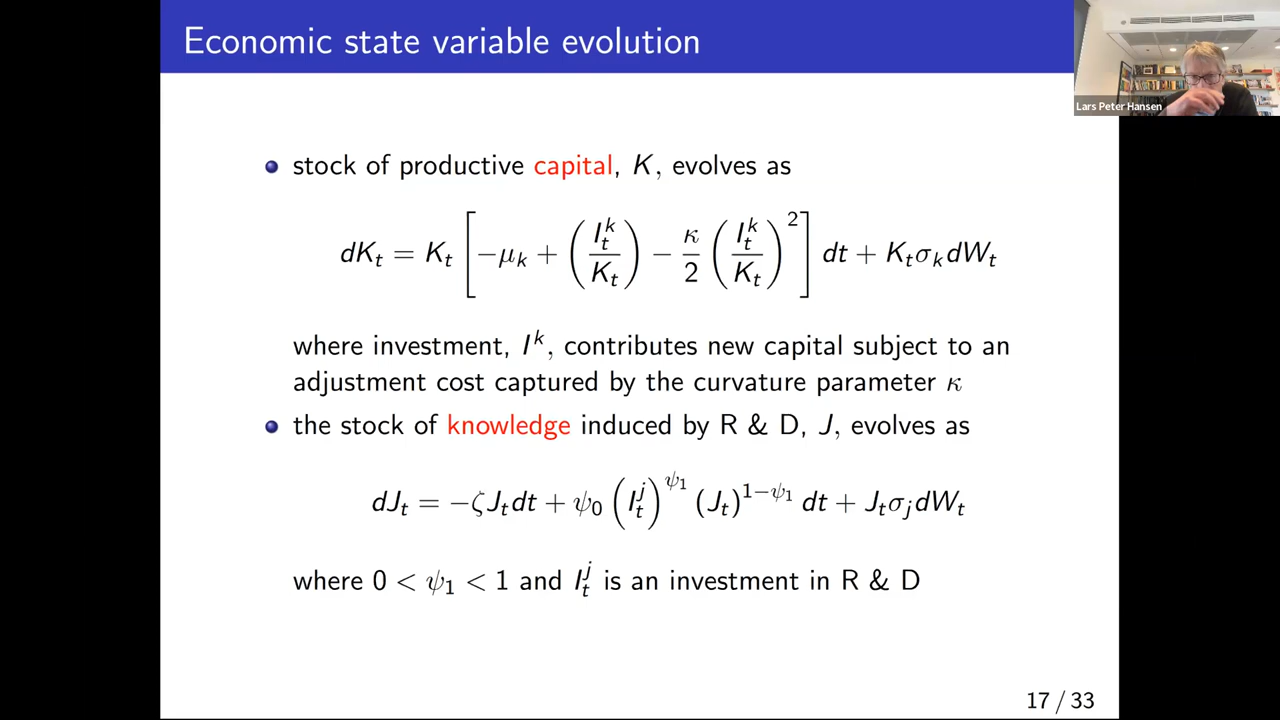 Economic state variable evolution
Lars Peter Hansen
stock of productive capital, K, evolves as
dK_t = K_t [ −μ_k + ( I_t^k / K_t ) − κ/2 ( I_t^k / K_t )^2 ] dt + K_t σ_k dW_t
where investment, I^k, contributes new capital subject to an
adjustment cost captured by the curvature parameter κ
the stock of knowledge induced by R & D, J, evolves as
dJ_t = −ζJ_t dt + ψ_0 ( I_t^j )^{ψ_1} (J_t)^{1−ψ_1} dt + J_t σ_j dW_t
where 0 < ψ_1 < 1 and I_t^j is an investment in R & D
17 / 33